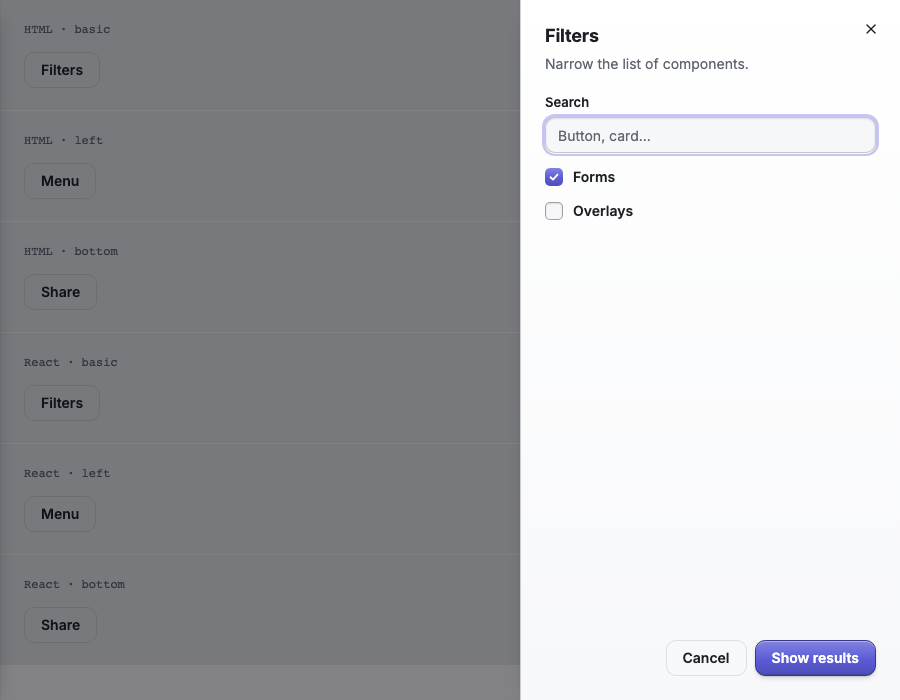 HTML · basic
Filters
HTML · left
Menu
HTML · bottom
Share
React · basic
Filters
React · left
Menu
React · bottom
Share
Filters
Narrow the list of components.
Search
Button, card...
Forms
Overlays
Cancel
Show results